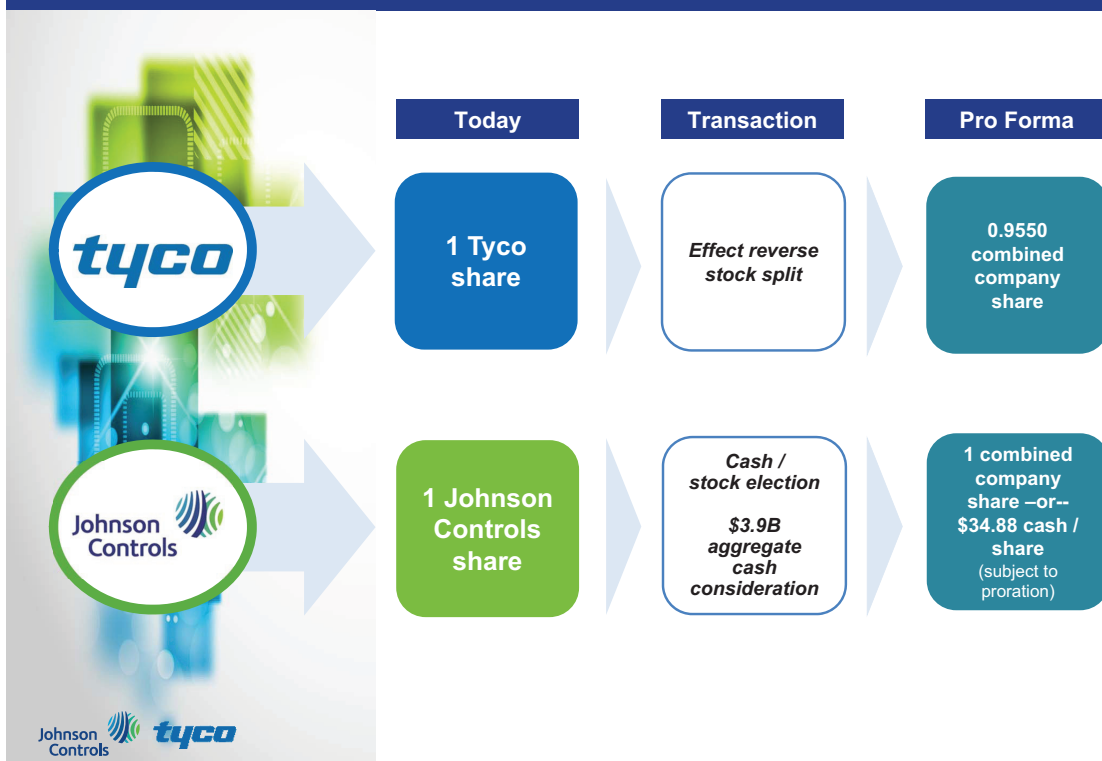 Today
Transaction
Pro Forma
tyco
1 Tyco
share
Effect reverse
stock split
0.9550
combined
company
share
Johnson
Controls
1 Johnson
Controls
share
Cash /
stock election
$3.9B
aggregate
cash
consideration
1 combined
company
share –or--
$34.88 cash /
share
(subject to
proration)
Johnson
Controls
tyco